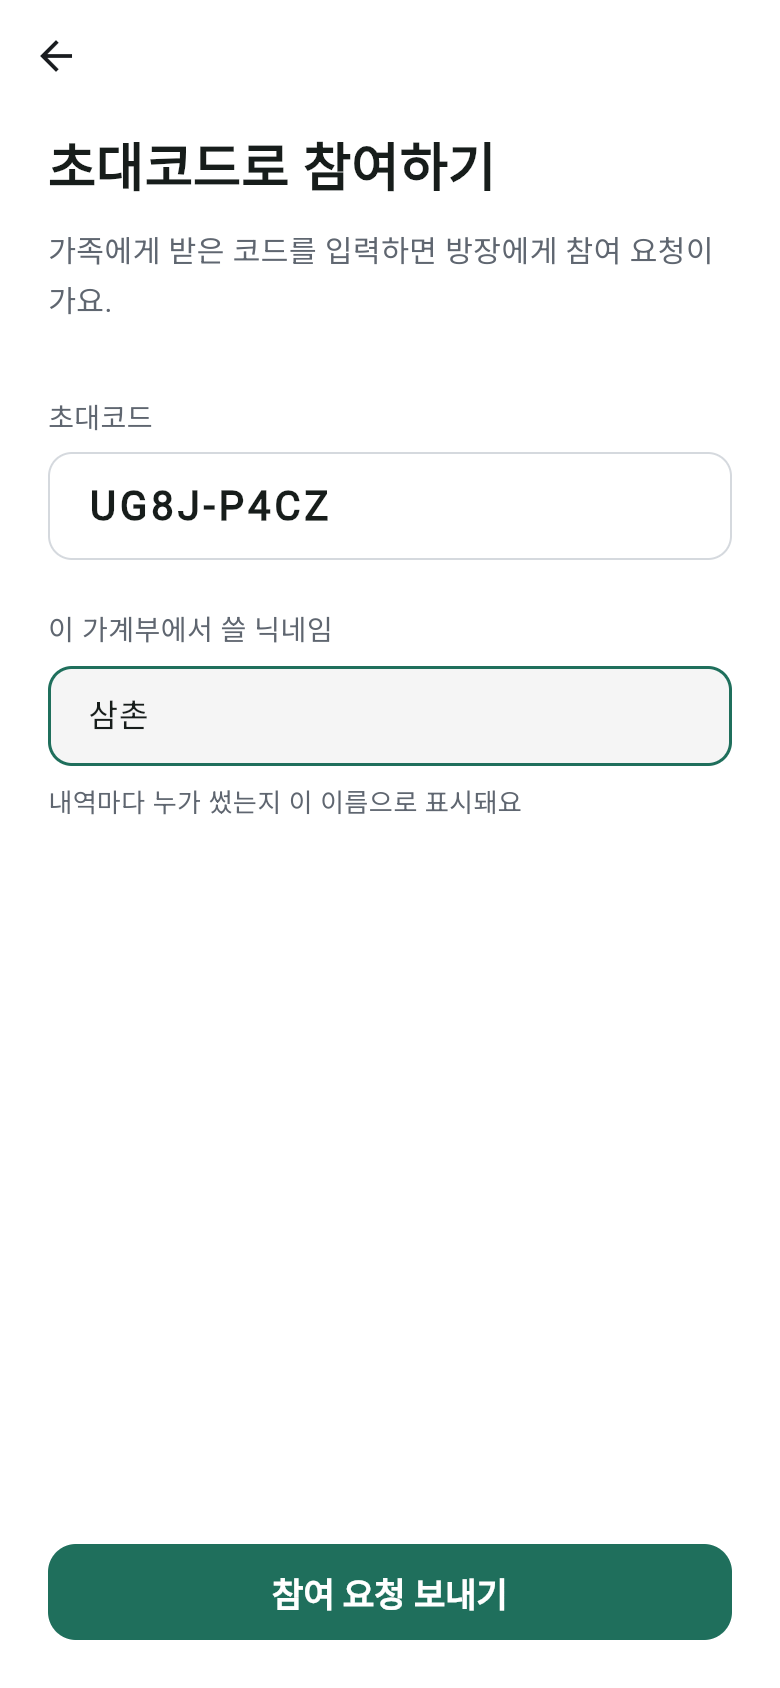 초대코드로 참여하기
가족에게 받은 코드를 입력하면 방장에게 참여 요청이
가요.
초대코드
UG8J-P4CZ
이 가계부에서 쓸 닉네임
삼촌
내역마다 누가 썼는지 이 이름으로 표시돼요
참여 요청 보내기